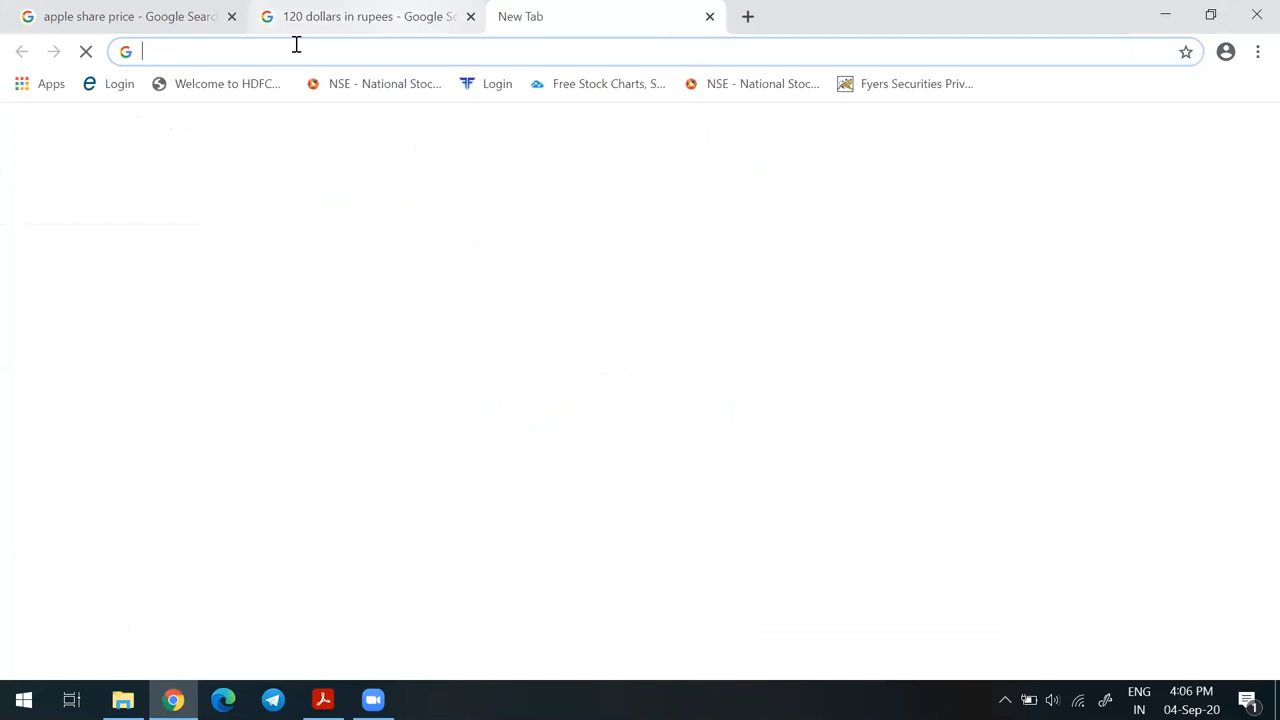 apple share price - Google Searc
120 dollars in rupees - Google Se
New Tab
Apps
Login
Welcome to HDFC...
NSE - National Stoc...
Login
Free Stock Charts, S...
NSE - National Stoc...
Fyers Securities Priv...
ENG
IN
4:06 PM
04-Sep-20
1